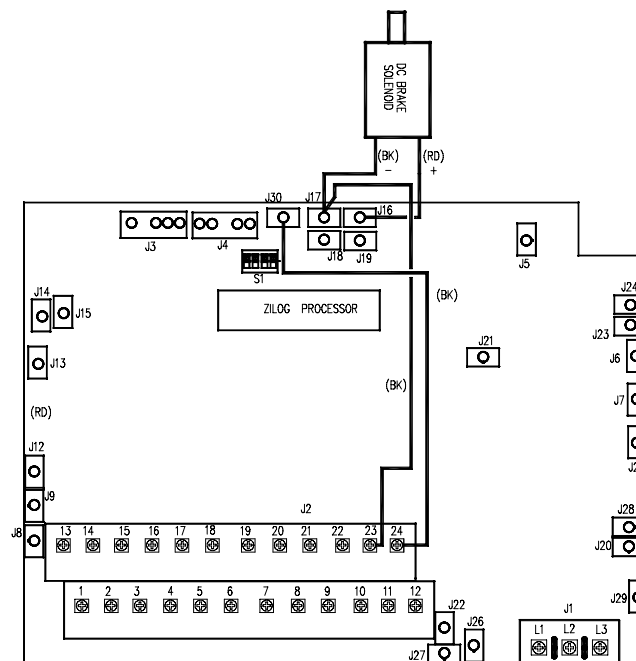 DC BRAKE
SOLENOID
(BK) (RD)
- +
J30 J17 J16
J3 J4 J18 J19 J5
S1
J14 J15
ZILOG PROCESSOR
(BK)
J24
J23
J21
J6
J13
(BK)
J7
(RD)
J12
J9
J8
J2
J28
J20
13 14 15 16 17 18 19 20 21 22 23 24
1 2 3 4 5 6 7 8 9 10 11 12
J29
J22 J26
J27
J1
L1 L2 L3